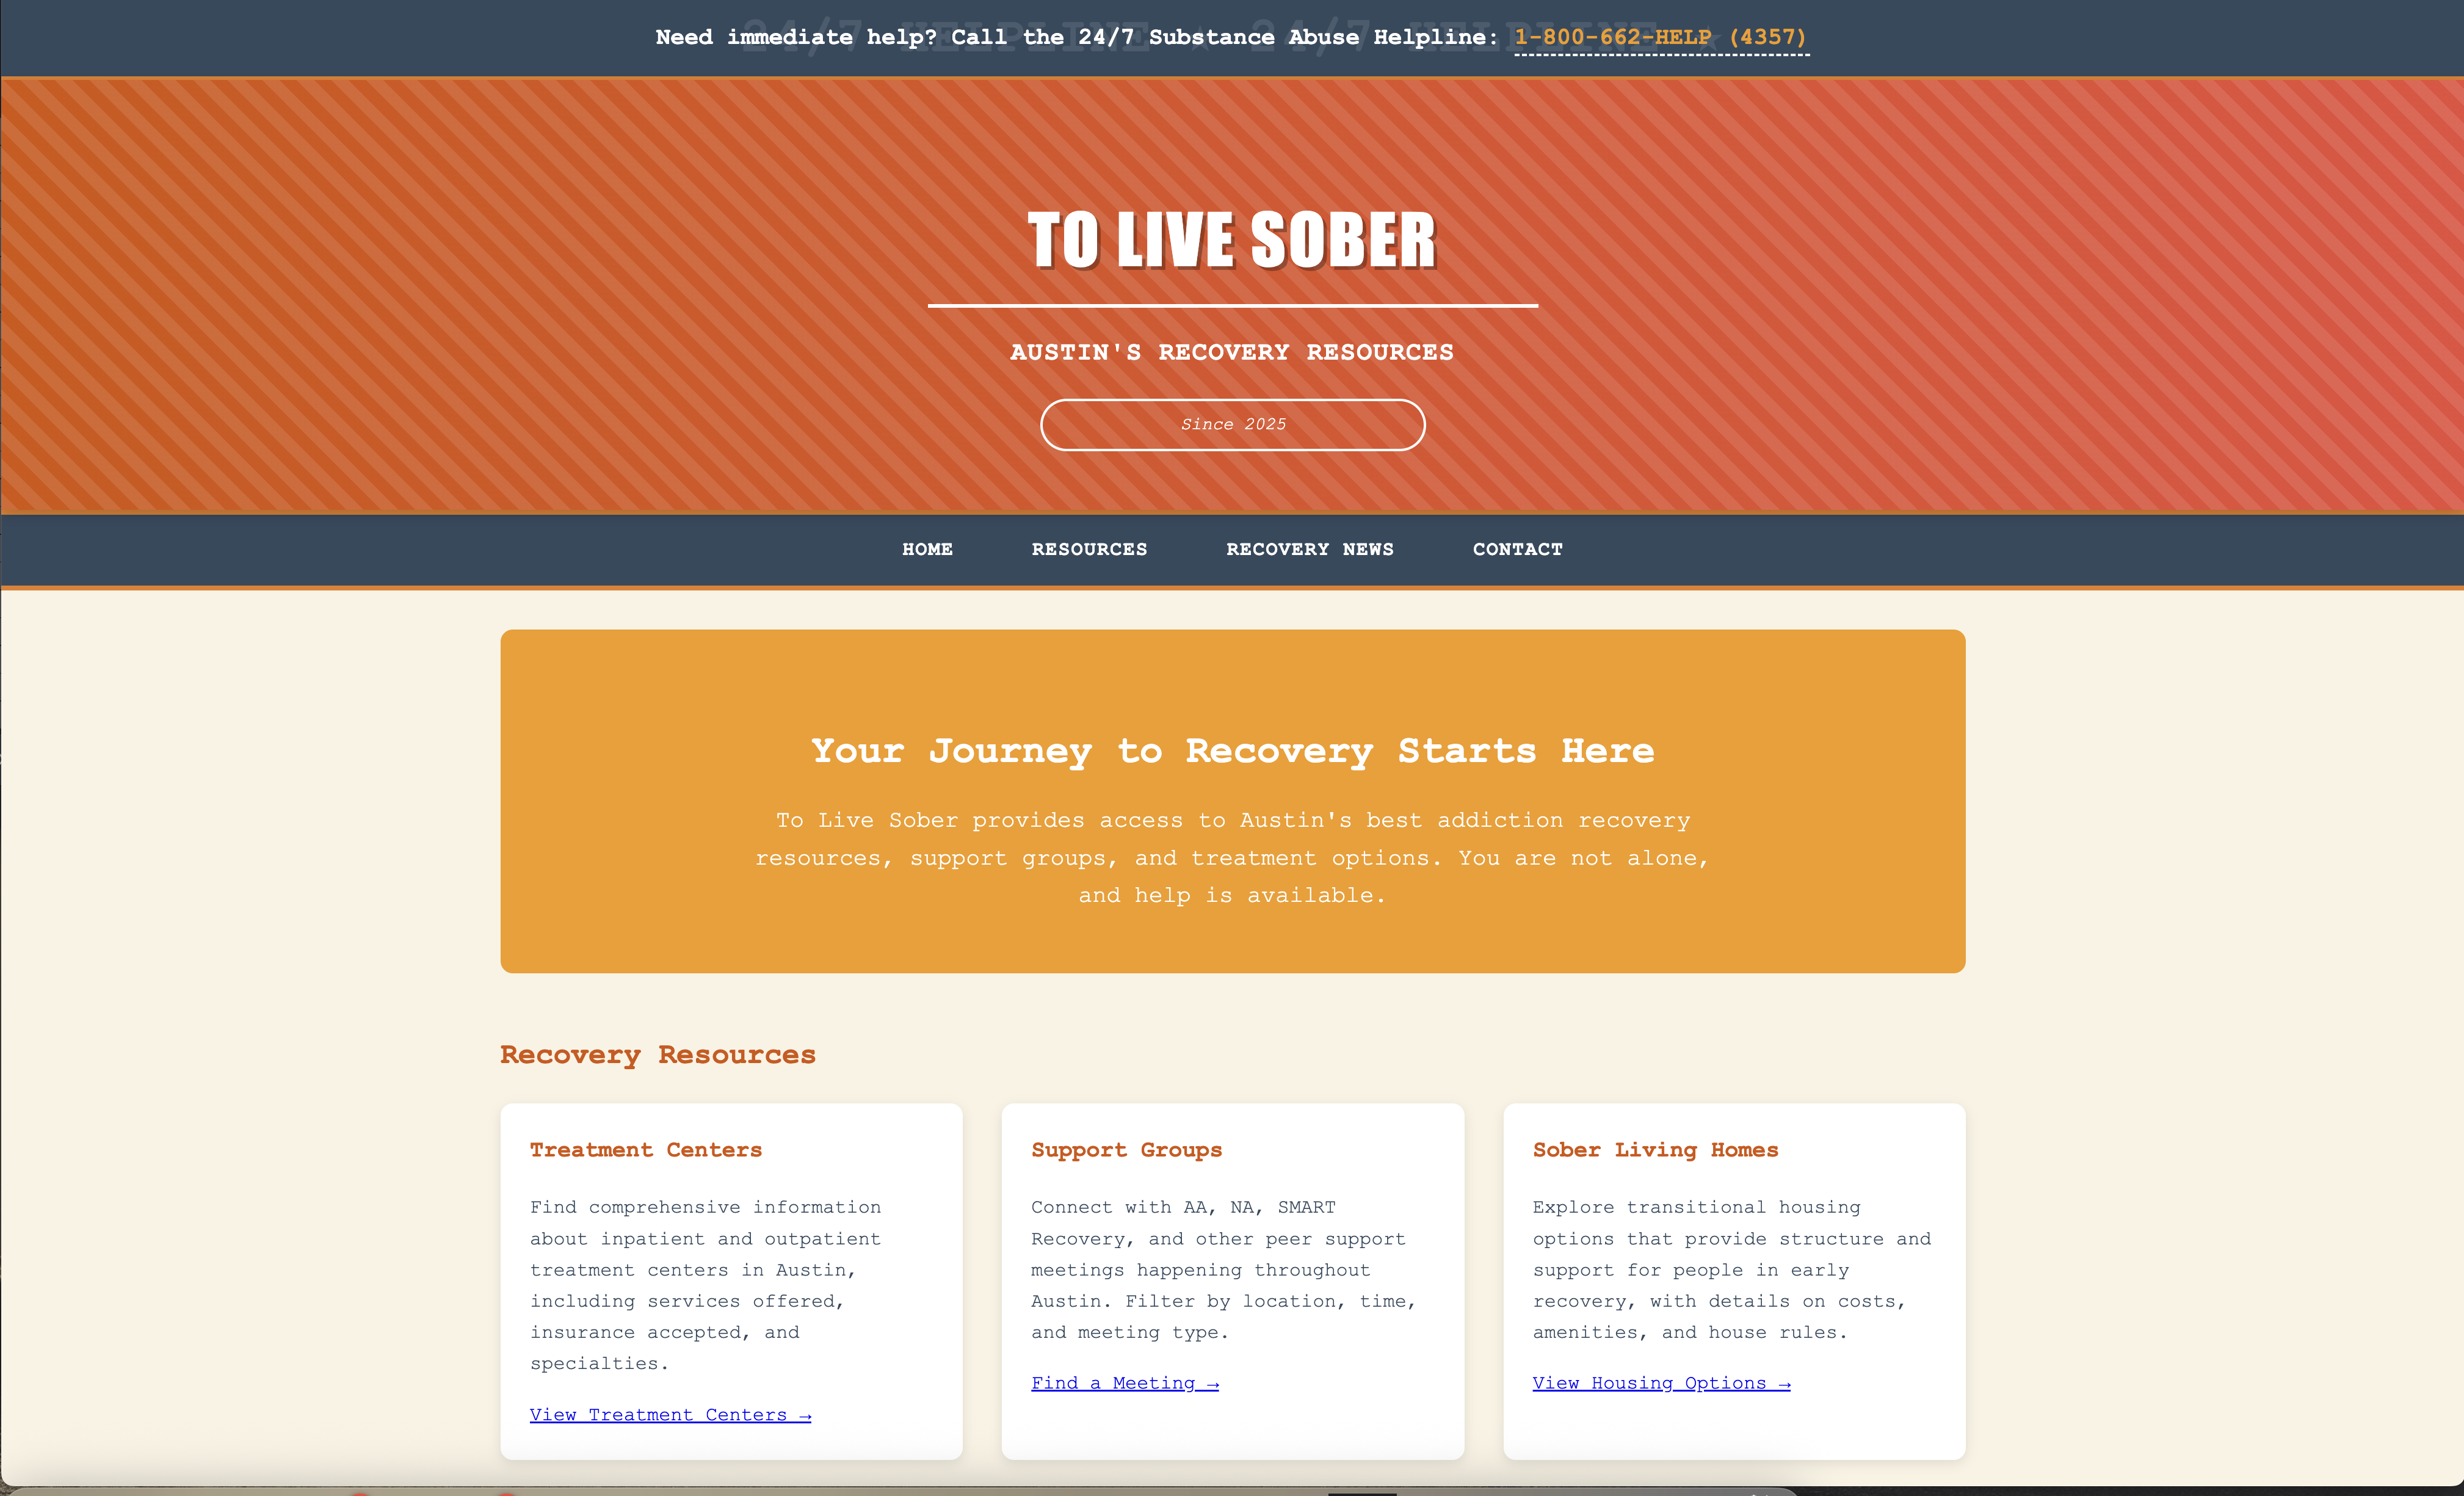 24/7 HELPLINE ★ 24/7 HELPLINE ★
Need immediate help? Call the 24/7 Substance Abuse Helpline: 1-800-662-HELP (4357)
TO LIVE SOBER
AUSTIN'S RECOVERY RESOURCES
Since 2025
HOME RESOURCES RECOVERY NEWS CONTACT
Your Journey to Recovery Starts Here
To Live Sober provides access to Austin's best addiction recovery
resources, support groups, and treatment options. You are not alone,
and help is available.
Recovery Resources
Treatment Centers
Find comprehensive information
about inpatient and outpatient
treatment centers in Austin,
including services offered,
insurance accepted, and
specialties.
View Treatment Centers →
Support Groups
Connect with AA, NA, SMART
Recovery, and other peer support
meetings happening throughout
Austin. Filter by location, time,
and meeting type.
Find a Meeting →
Sober Living Homes
Explore transitional housing
options that provide structure and
support for people in early
recovery, with details on costs,
amenities, and house rules.
View Housing Options →